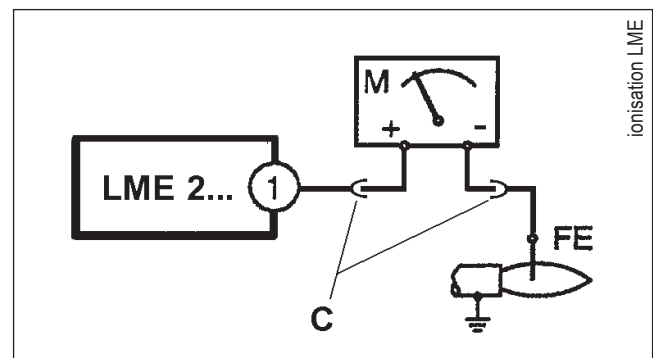 ionisation LME
M
+ -
LME 2... 1
FE
C